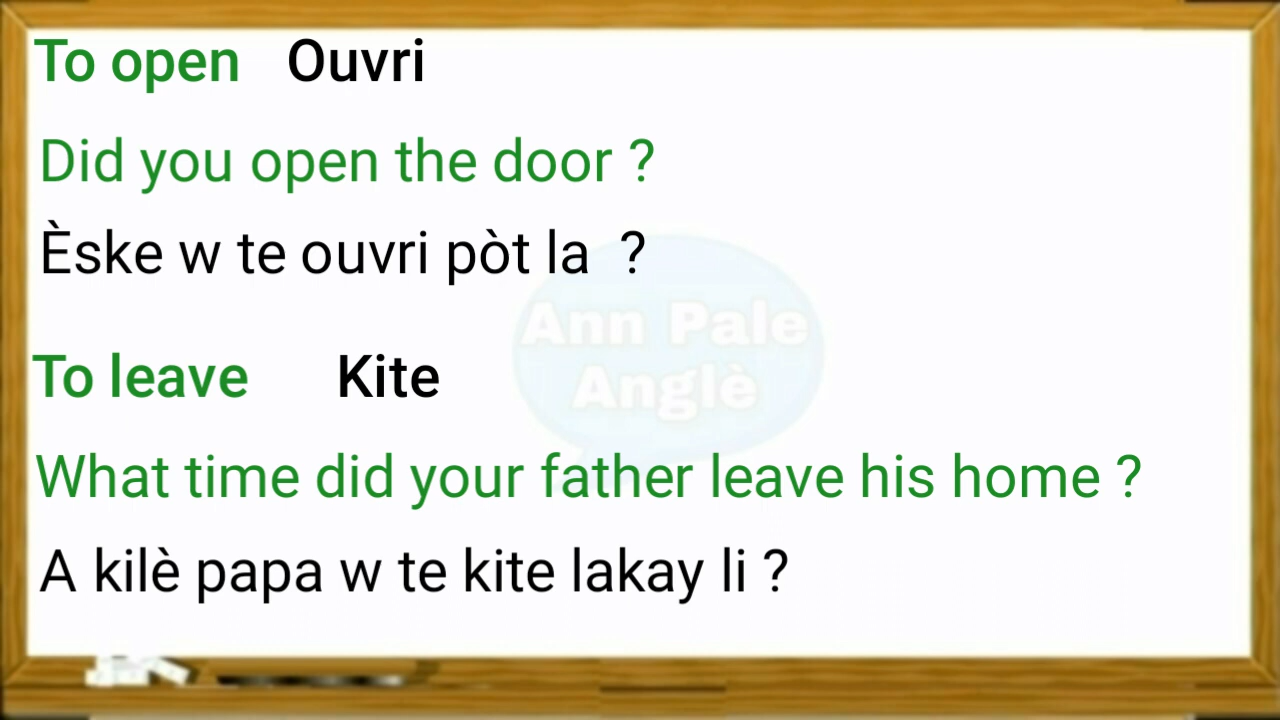 To open Ouvri
Did you open the door ?
Èske w te ouvri pòt la ?
Ann Pale
Anglè
To leave Kite
What time did your father leave his home ?
A kilè papa w te kite lakay li ?